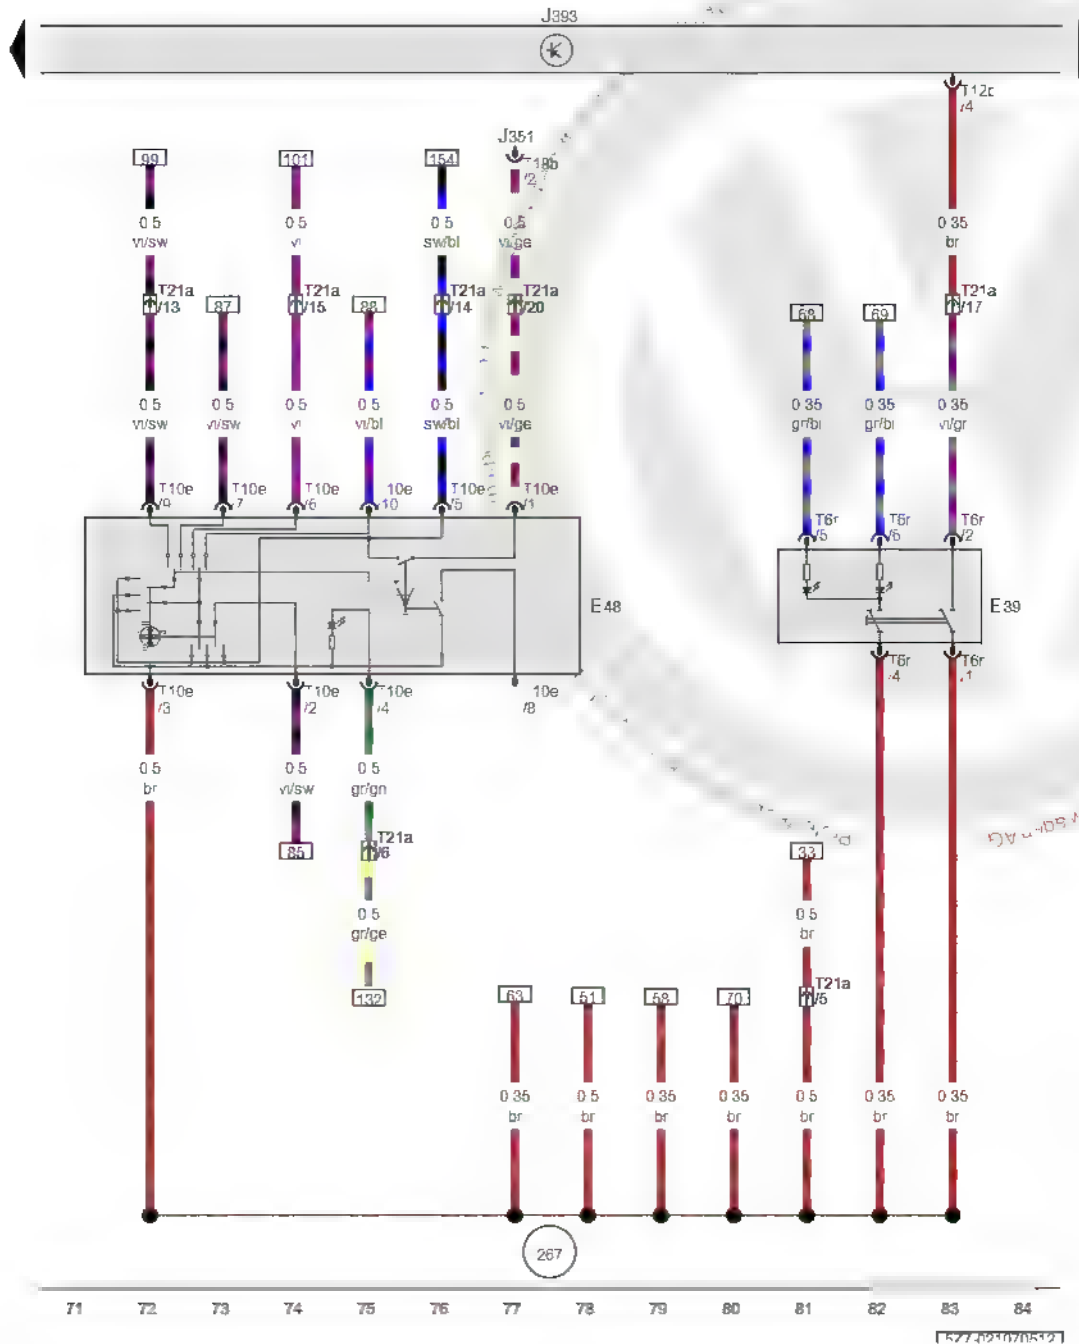 J393
T12r
/4
J351
T18b
/2
99
101
154
0.5
vi/sw
0.5
vi
0.5
sw/bl
0.5
vi/ge
0.35
br
T21a
/13
87
T21a
/15
88
T21a
/14
T21a
/20
68
69
T21a
/17
0.5
vi/sw
0.5
vi/sw
0.5
vi
0.5
vi/bl
0.5
sw/bl
0.5
vi/ge
0.35
gr/bl
0.35
gr/bl
0.35
vi/gr
T10e
/9
T10e
/7
T10e
/6
10e
10
T10e
/5
T10e
/1
T6r
/5
T6r
/6
T6r
/2
E48
E39
T10e
/3
T10e
/2
T10e
/4
10e
/8
T6r
/4
T6r
/1
0.5
br
0.5
vi/sw
0.5
gr/gn
85
T21a
/6
33
0.5
gr/ge
0.5
br
132
63
51
58
70
T21a
/5
0.35
br
0.5
br
0.35
br
0.35
br
0.5
br
0.35
br
0.35
br
267
71 72 73 74 75 76 77 78 79 80 81 82 83 84